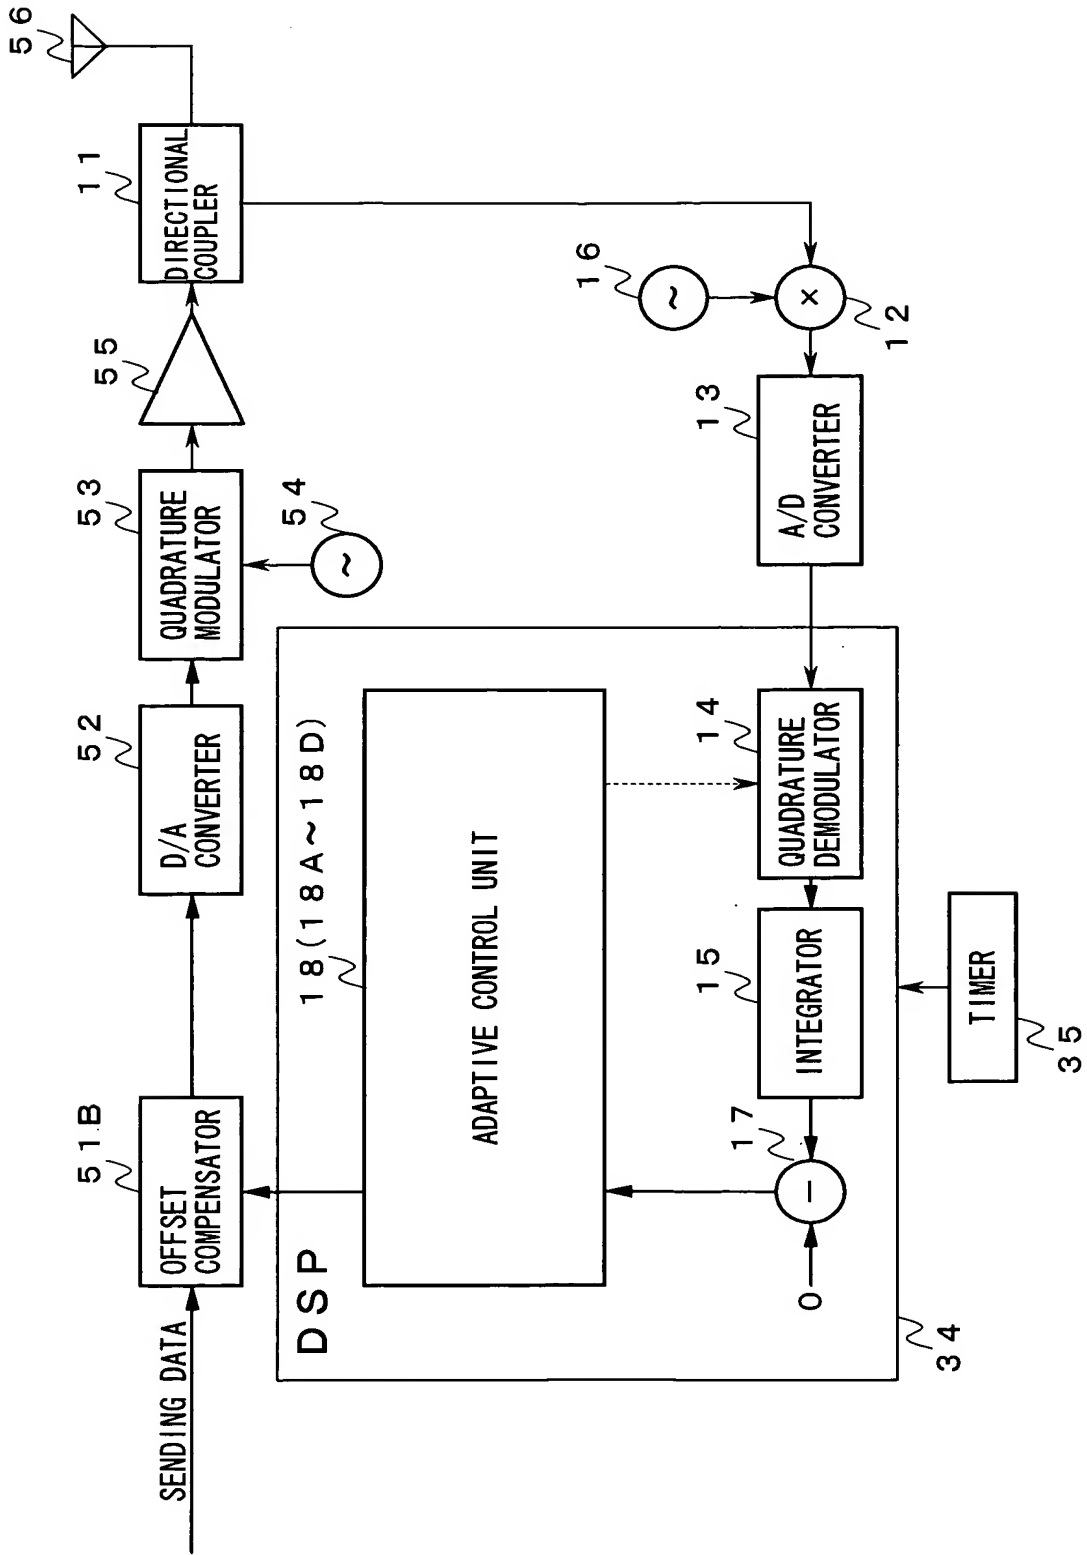 56
11
DIRECTIONAL
COUPLER
55
53
QUADRATURE
MODULATOR
54
~
52
D/A
CONVERTER
51B
OFFSET
COMPENSATOR
SENDING DATA
16
~
×
12
13
A/D
CONVERTER
DSP
18(18A~18D)
ADAPTIVE CONTROL UNIT
14
QUADRATURE
DEMODULATOR
15
INTEGRATOR
17
−
0
34
TIMER
35